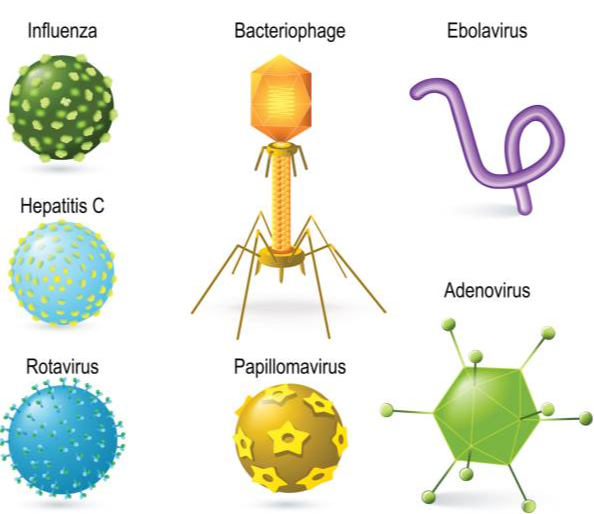 Influenza
Bacteriophage
Ebolavirus
Hepatitis C
Adenovirus
Rotavirus
Papillomavirus